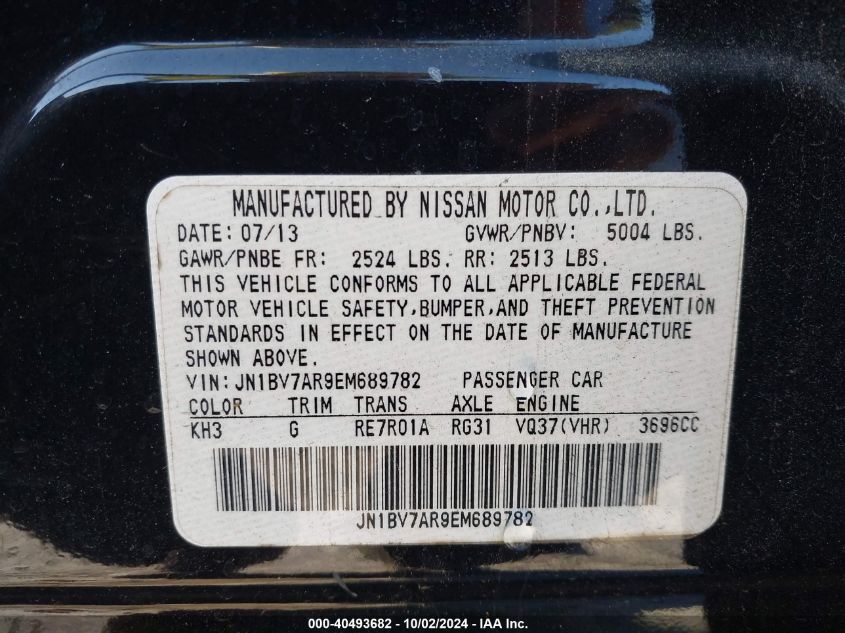 MANUFACTURED BY NISSAN MOTOR CO.,LTD.
DATE: 07/13 GVWR/PNBV: 5004 LBS.
GAWR/PNBE FR: 2524 LBS. RR: 2513 LBS.
THIS VEHICLE CONFORMS TO ALL APPLICABLE FEDERAL
MOTOR VEHICLE SAFETY,BUMPER,AND THEFT PREVENTION
STANDARDS IN EFFECT ON THE DATE OF MANUFACTURE
SHOWN ABOVE.
VIN: JN1BV7AR9EM689782 PASSENGER CAR
COLOR TRIM TRANS AXLE ENGINE
KH3 G RE7R01A RG31 VQ37(VHR) 3696CC
JN1BV7AR9EM689782
000-40493682 - 10/02/2024 - IAA Inc.